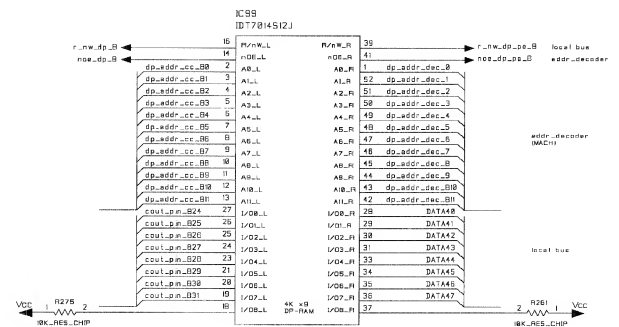 IC99
IDT7014S12J
r_nw_dp_B 15 R/nW_L R/nW_R 39 r_nw_dp_pe_B local bus
noe_dp_B 14 nOE_L nOE_R 41 noe_dp_pe_B addr_decoder
dp_addr_cc_B0 2 A0_L A0_R 1 dp_addr_dec_0
dp_addr_cc_B1 3 A1_L A1_R 52 dp_addr_dec_1
dp_addr_cc_B2 4 A2_L A2_R 51 dp_addr_dec_2
dp_addr_cc_B3 5 A3_L A3_R 50 dp_addr_dec_3
dp_addr_cc_B4 6 A4_L A4_R 49 dp_addr_dec_4
dp_addr_cc_B5 7 A5_L A5_R 48 dp_addr_dec_5
dp_addr_cc_B6 8 A6_L A6_R 47 dp_addr_dec_6 addr_decoder
dp_addr_cc_B7 9 A7_L A7_R 46 dp_addr_dec_7 (MACH)
dp_addr_cc_B8 10 A8_L A8_R 45 dp_addr_dec_8
dp_addr_cc_B9 11 A9_L A9_R 44 dp_addr_dec_9
dp_addr_cc_B10 12 A10_L A10_R 43 dp_addr_dec_B10
dp_addr_cc_B11 13 A11_L A11_R 42 dp_addr_dec_B11
cout_pin_B24 27 I/O0_L I/O0_R 28 DATA40
cout_pin_B25 26 I/O1_L I/O1_R 29 DATA41
cout_pin_B26 25 I/O2_L I/O2_R 30 DATA42
cout_pin_B27 24 I/O3_L I/O3_R 31 DATA43 local bus
cout_pin_B28 23 I/O4_L I/O4_R 33 DATA44
cout_pin_B29 21 I/O5_L I/O5_R 34 DATA45
cout_pin_B30 20 I/O6_L I/O6_R 35 DATA46
cout_pin_B31 19 I/O7_L I/O7_R 36 DATA47
Vcc 1 R275 2 18 I/O8_L 4K x9 I/O8_R 37 2 R261 1 Vcc
10K_RES_CHIP DP-RAM 10K_RES_CHIP